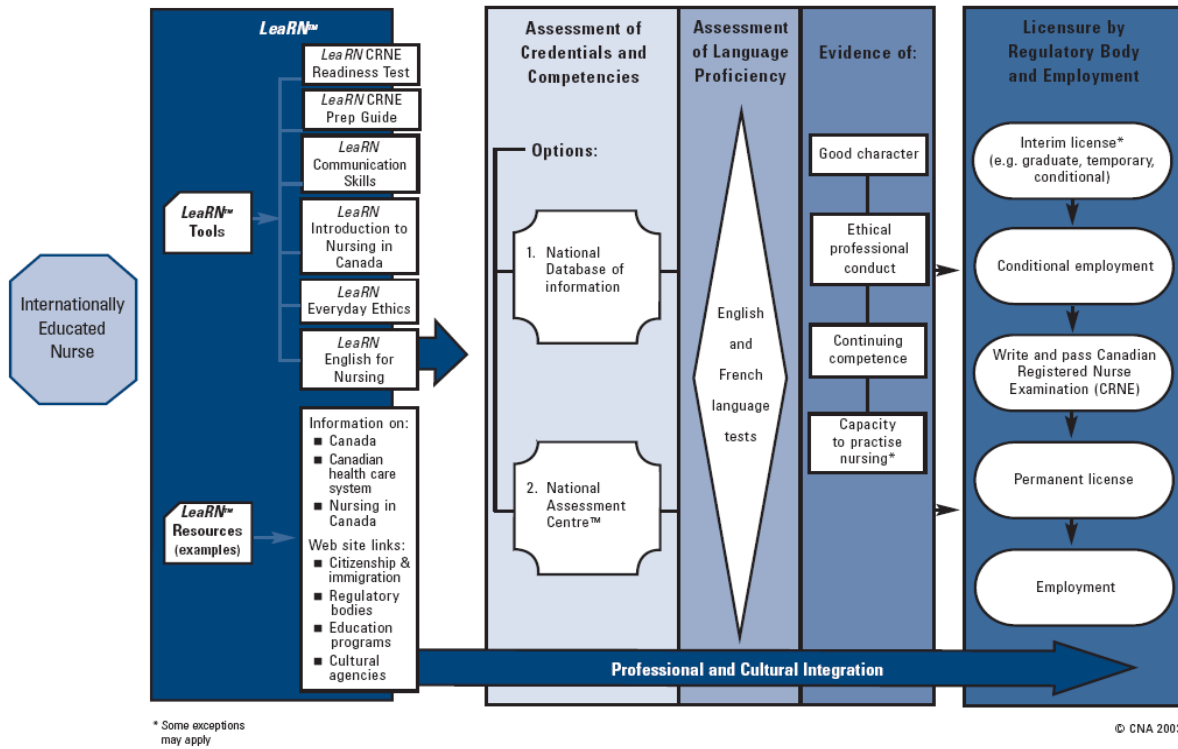 LeaRN™
LeaRN CRNE
Readiness Test
LeaRN CRNE
Prep Guide
LeaRN
Communication
Skills
LeaRN
Introduction to
Nursing in
Canada
LeaRN
Everyday Ethics
LeaRN
English for
Nursing
LeaRN™
Tools
Internationally
Educated
Nurse
LeaRN™
Resources
(examples)
Information on:
■ Canada
■ Canadian
health care
system
■ Nursing in
Canada
Web site links:
■ Citizenship &
immigration
■ Regulatory
bodies
■ Education
programs
■ Cultural
agencies
Assessment of
Credentials and
Competencies
Options:
1. National
Database of
information
2. National
Assessment
Centre™
Assessment
of Language
Proficiency
English
and
French
language
tests
Evidence of:
Good character
Ethical
professional
conduct
Continuing
competence
Capacity
to practise
nursing*
Licensure by
Regulatory Body
and Employment
Interim license*
(e.g. graduate, temporary,
conditional)
Conditional employment
Write and pass Canadian
Registered Nurse
Examination (CRNE)
Permanent license
Employment
Professional and Cultural Integration
* Some exceptions
may apply
© CNA 2003